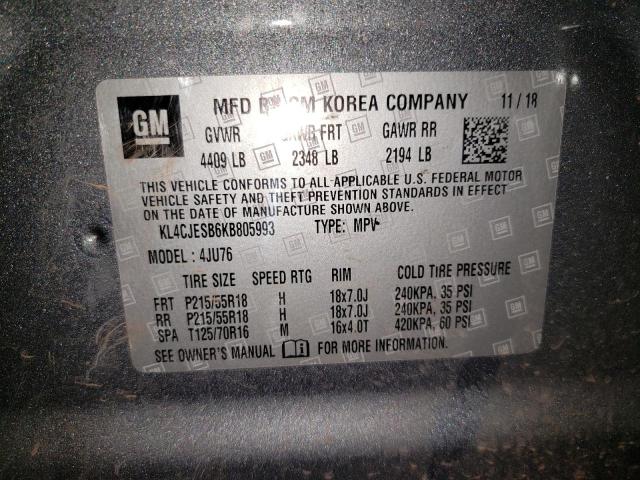 GM MFD BY GM KOREA COMPANY 11/18
GVWR GAWR FRT GAWR RR
4409 LB 2348 LB 2194 LB
THIS VEHICLE CONFORMS TO ALL APPLICABLE U.S. FEDERAL MOTOR
VEHICLE SAFETY AND THEFT PREVENTION STANDARDS IN EFFECT
ON THE DATE OF MANUFACTURE SHOWN ABOVE.
KL4CJESB6KB805993 TYPE: MPV
MODEL: 4JU76
TIRE SIZE SPEED RTG RIM COLD TIRE PRESSURE
FRT P215/55R18 H 18x7.0J 240KPA, 35 PSI
RR P215/55R18 H 18x7.0J 240KPA, 35 PSI
SPA T125/70R16 M 16x4.0T 420KPA, 60 PSI
SEE OWNER'S MANUAL FOR MORE INFORMATION.